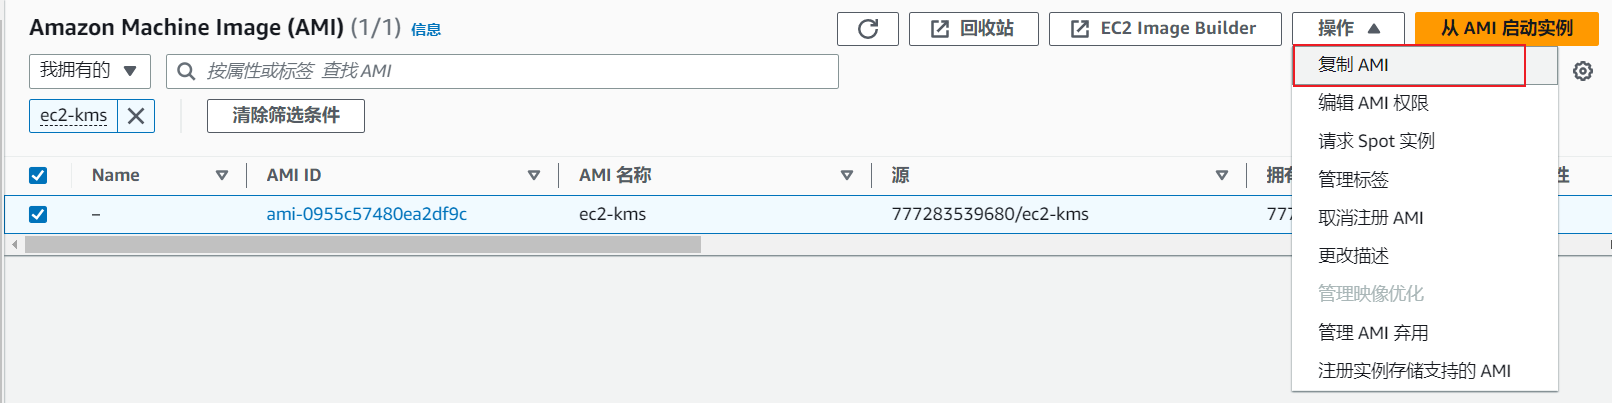 Amazon Machine Image (AMI) (1/1) 信息
回收站
EC2 Image Builder
操作
从 AMI 启动实例
我拥有的
按属性或标签 查找 AMI
ec2-kms
清除筛选条件
Name
AMI ID
AMI 名称
源
–
ami-0955c57480ea2df9c
ec2-kms
777283539680/ec2-kms
复制 AMI
编辑 AMI 权限
请求 Spot 实例
管理标签
取消注册 AMI
更改描述
管理映像优化
管理 AMI 弃用
注册实例存储支持的 AMI